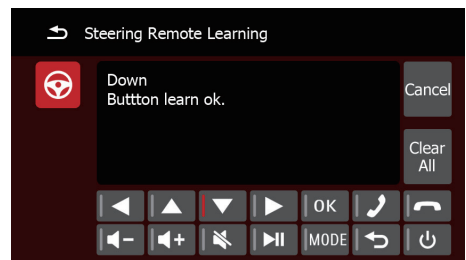 Steering Remote Learning
Down
Buttton learn ok.
Cancel
Clear
All
OK
MODE